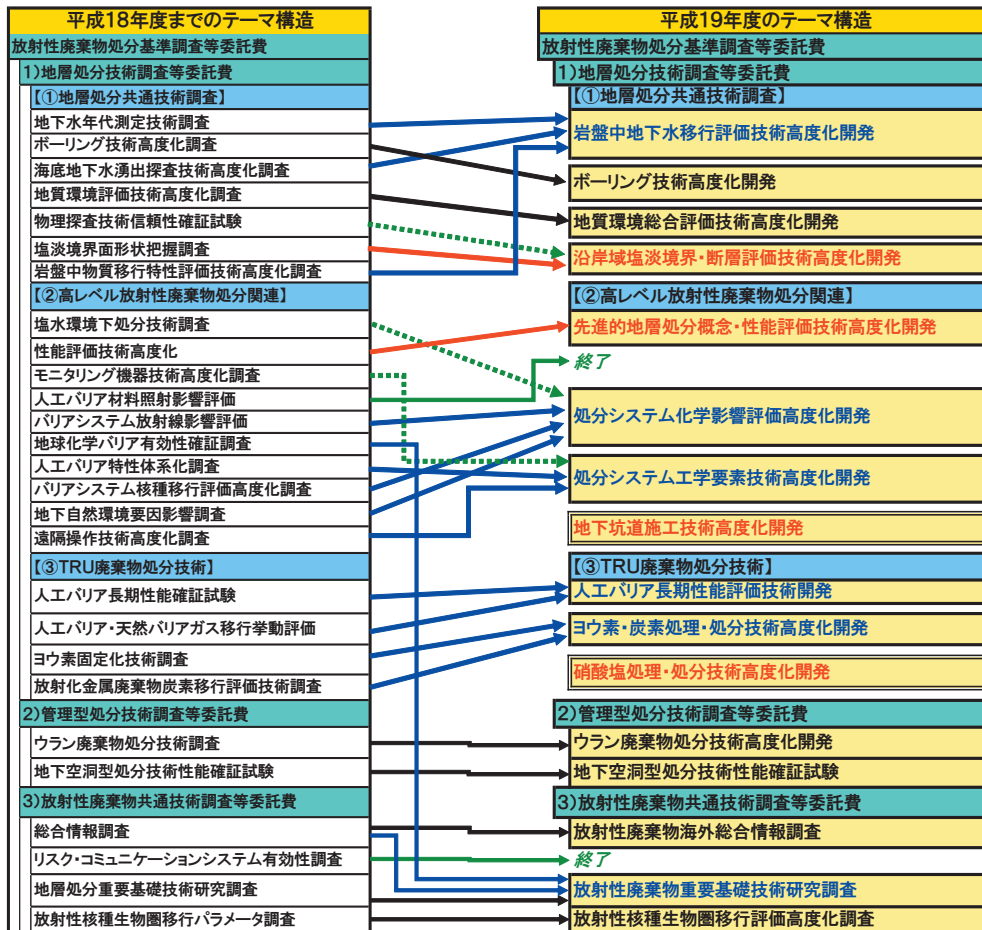 平成18年度までのテーマ構造
放射性廃棄物処分基準調査等委託費
1)地層処分技術調査等委託費
【①地層処分共通技術調査】
地下水年代測定技術調査
ボーリング技術高度化調査
海底地下水湧出探査技術高度化調査
地質環境評価技術高度化調査
物理探査技術信頼性確証試験
塩淡境界面形状把握調査
岩盤中物質移行特性評価技術高度化調査
【②高レベル放射性廃棄物処分関連】
塩水環境下処分技術調査
性能評価技術高度化
モニタリング機器技術高度化調査
人工バリア材料照射影響評価
バリアシステム放射線影響評価
地球化学バリア有効性確証調査
人工バリア特性体系化調査
バリアシステム核種移行評価高度化調査
地下自然環境要因影響調査
遠隔操作技術高度化調査
【③TRU廃棄物処分技術】
人工バリア長期性能確証試験
人工バリア・天然バリアガス移行挙動評価
ヨウ素固定化技術調査
放射化金属廃棄物炭素移行評価技術調査
2)管理型処分技術調査等委託費
ウラン廃棄物処分技術調査
地下空洞型処分技術性能確証試験
3)放射性廃棄物共通技術調査等委託費
総合情報調査
リスク・コミュニケーションシステム有効性調査
地層処分重要基礎技術研究調査
放射性核種生物圏移行パラメータ調査
平成19年度のテーマ構造
放射性廃棄物処分基準調査等委託費
1)地層処分技術調査等委託費
【①地層処分共通技術調査】
岩盤中地下水移行評価技術高度化開発
ボーリング技術高度化開発
地質環境総合評価技術高度化開発
沿岸域塩淡境界・断層評価技術高度化開発
【②高レベル放射性廃棄物処分関連】
先進的地層処分概念・性能評価技術高度化開発
終了
処分システム化学影響評価高度化開発
処分システム工学要素技術高度化開発
地下坑道施工技術高度化開発
【③TRU廃棄物処分技術】
人工バリア長期性能評価技術開発
ヨウ素・炭素処理・処分技術高度化開発
硝酸塩処理・処分技術高度化開発
2)管理型処分技術調査等委託費
ウラン廃棄物処分技術高度化開発
地下空洞型処分技術性能確証試験
3)放射性廃棄物共通技術調査等委託費
放射性廃棄物海外総合情報調査
終了
放射性廃棄物重要基礎技術研究調査
放射性核種生物圏移行評価高度化調査